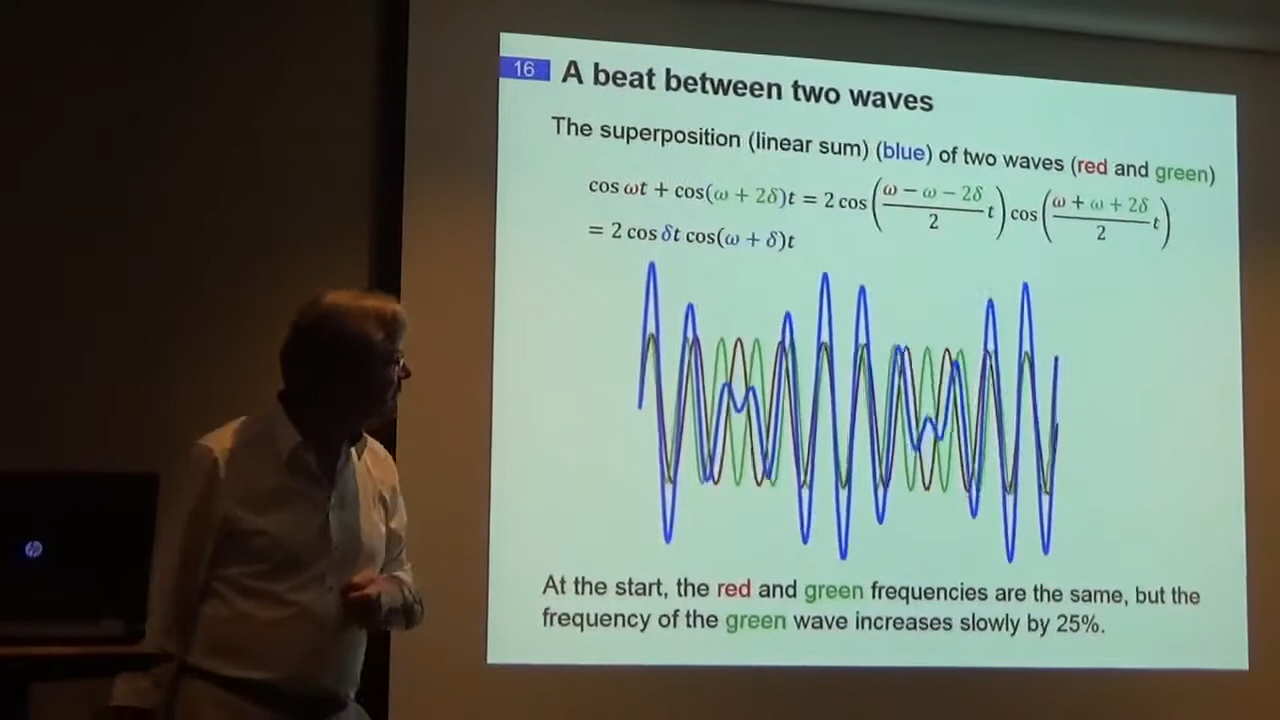 16 A beat between two waves
The superposition (linear sum) (blue) of two waves (red and green)
cos ωt + cos(ω + 2δ)t = 2 cos((ω − ω − 2δ)/2 t) cos((ω + ω + 2δ)/2 t)
= 2 cos δt cos(ω + δ)t
At the start, the red and green frequencies are the same, but the
frequency of the green wave increases slowly by 25%.
hp